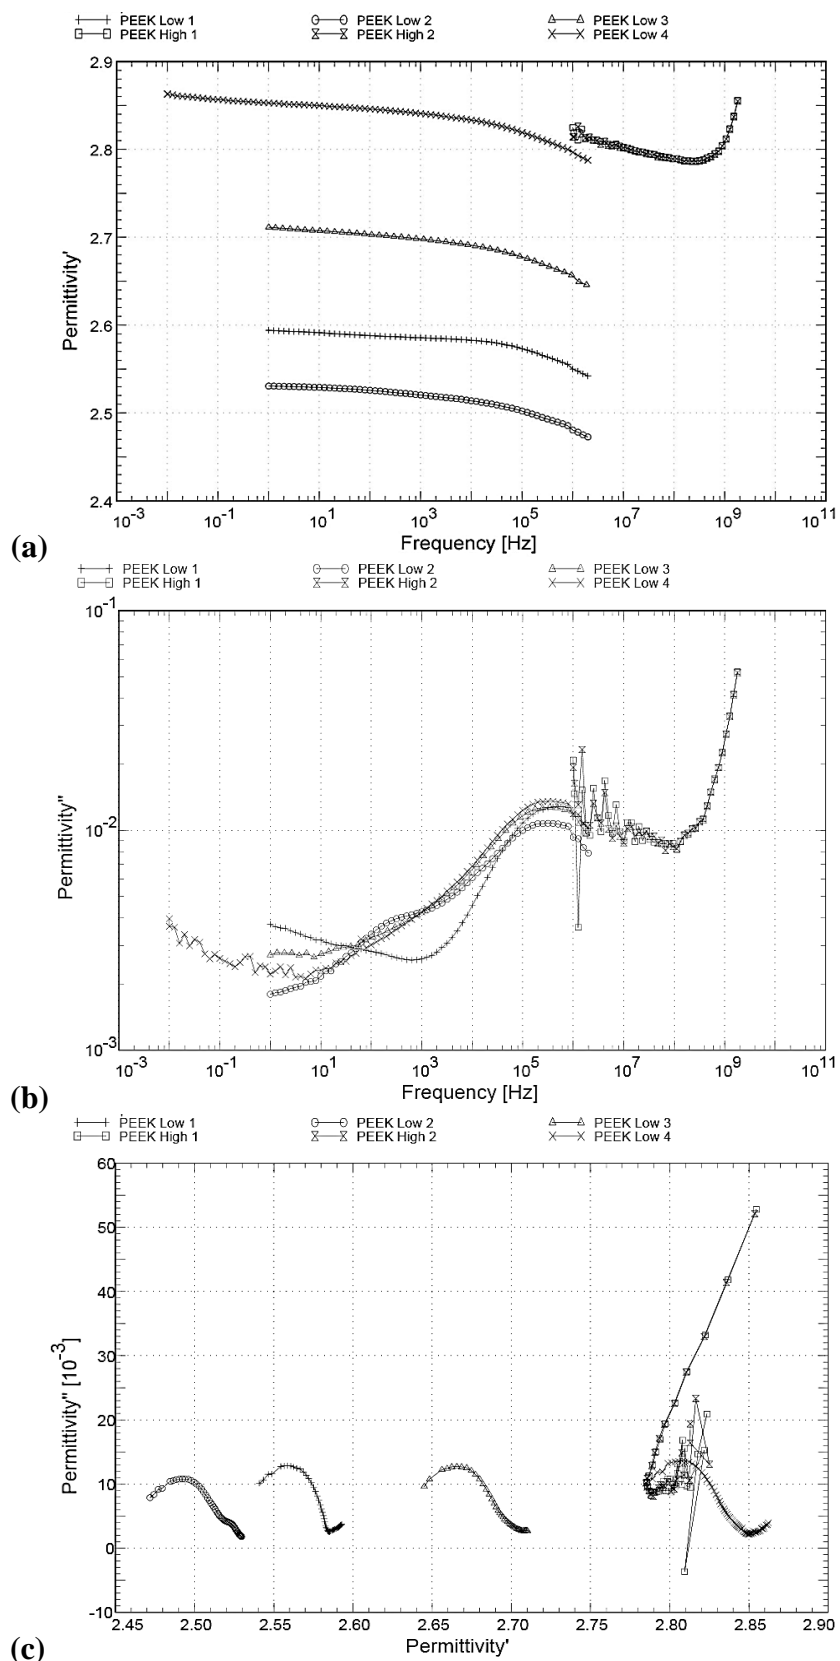 PEEK Low 1 PEEK Low 2 PEEK Low 3
PEEK High 1 PEEK High 2 PEEK Low 4
2.9
2.8
2.7
2.6
2.5
2.4
Permittivity'
10-3 10-1 101 103 105 107 109 1011
Frequency [Hz]
(a)
PEEK Low 1 PEEK Low 2 PEEK Low 3
PEEK High 1 PEEK High 2 PEEK Low 4
10-1
10-2
10-3
Permittivity"
10-3 10-1 101 103 105 107 109 1011
Frequency [Hz]
(b)
PEEK Low 1 PEEK Low 2 PEEK Low 3
PEEK High 1 PEEK High 2 PEEK Low 4
60
50
40
30
20
10
0
-10
Permittivity" [10-3]
2.45 2.50 2.55 2.60 2.65 2.70 2.75 2.80 2.85 2.90
Permittivity'
(c)